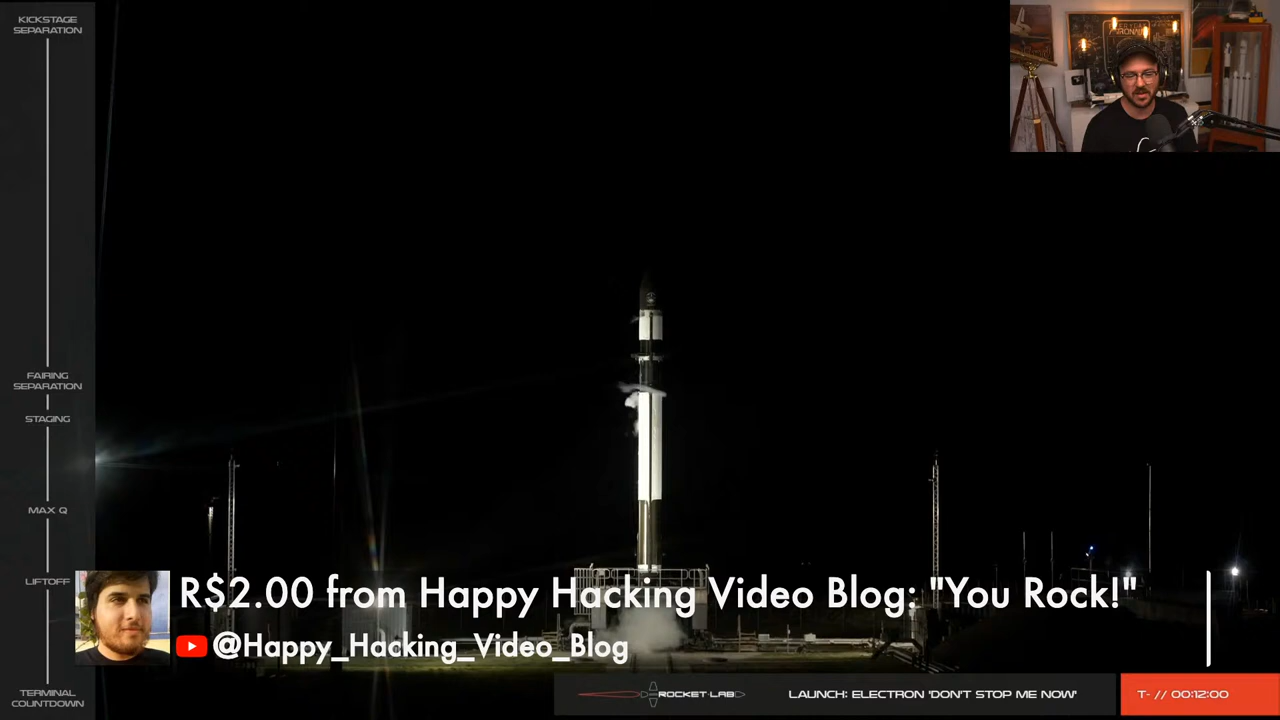 KICKSTAGE
SEPARATION
FAIRING
SEPARATION
STAGING
MAX Q
LIFTOFF
R$2.00 from Happy Hacking Video Blog: "You Rock!"
@Happy_Hacking_Video_Blog
TERMINAL
COUNTDOWN
ROCKET LAB
LAUNCH: ELECTRON 'DON'T STOP ME NOW'
T- // 00:12:00